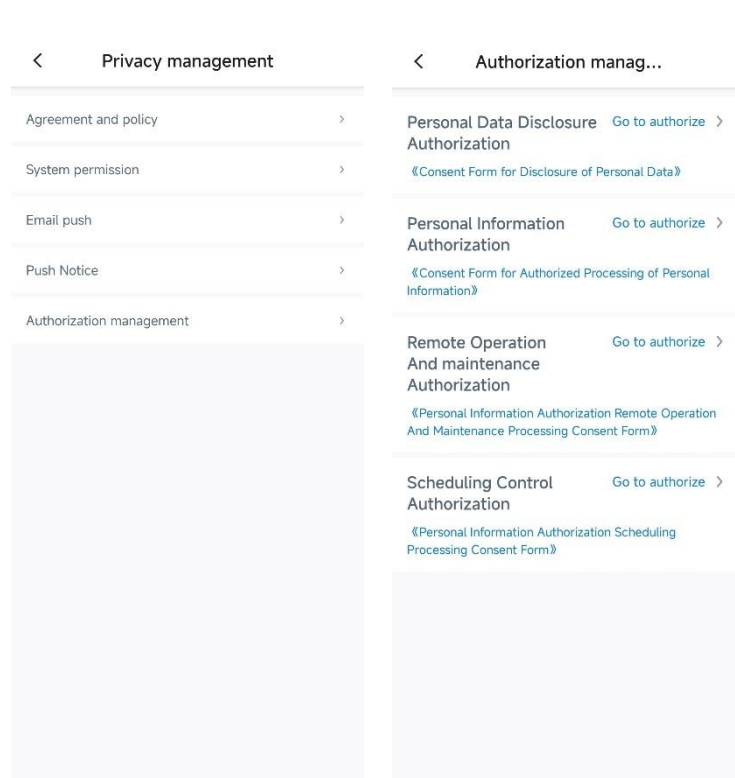 Privacy management
Agreement and policy
System permission
Email push
Push Notice
Authorization management
Authorization manag...
Personal Data Disclosure Go to authorize
Authorization
《Consent Form for Disclosure of Personal Data》
Personal Information Go to authorize
Authorization
《Consent Form for Authorized Processing of Personal
Information》
Remote Operation Go to authorize
And maintenance
Authorization
《Personal Information Authorization Remote Operation
And Maintenance Processing Consent Form》
Scheduling Control Go to authorize
Authorization
《Personal Information Authorization Scheduling
Processing Consent Form》